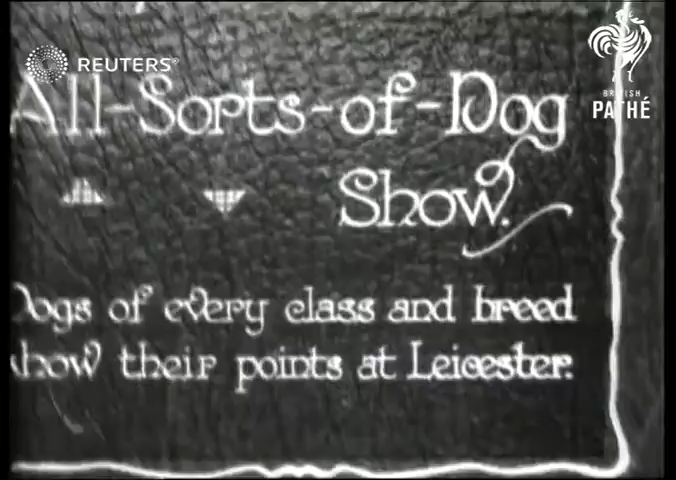 REUTERS
BRITISH
PATHÉ
All-Sorts-of-Dog
Show.
Dogs of every class and breed
show their points at Leicester.